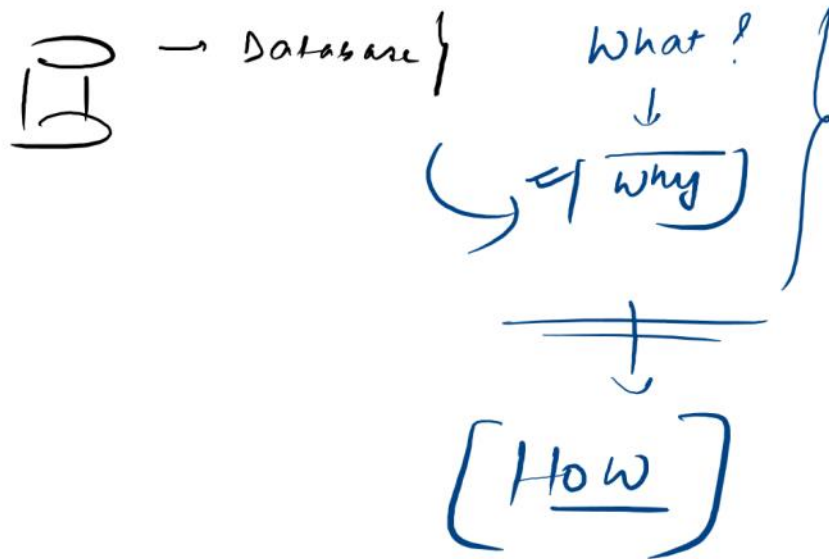 → Database }
What?
↓
Why
↓
[ How ]